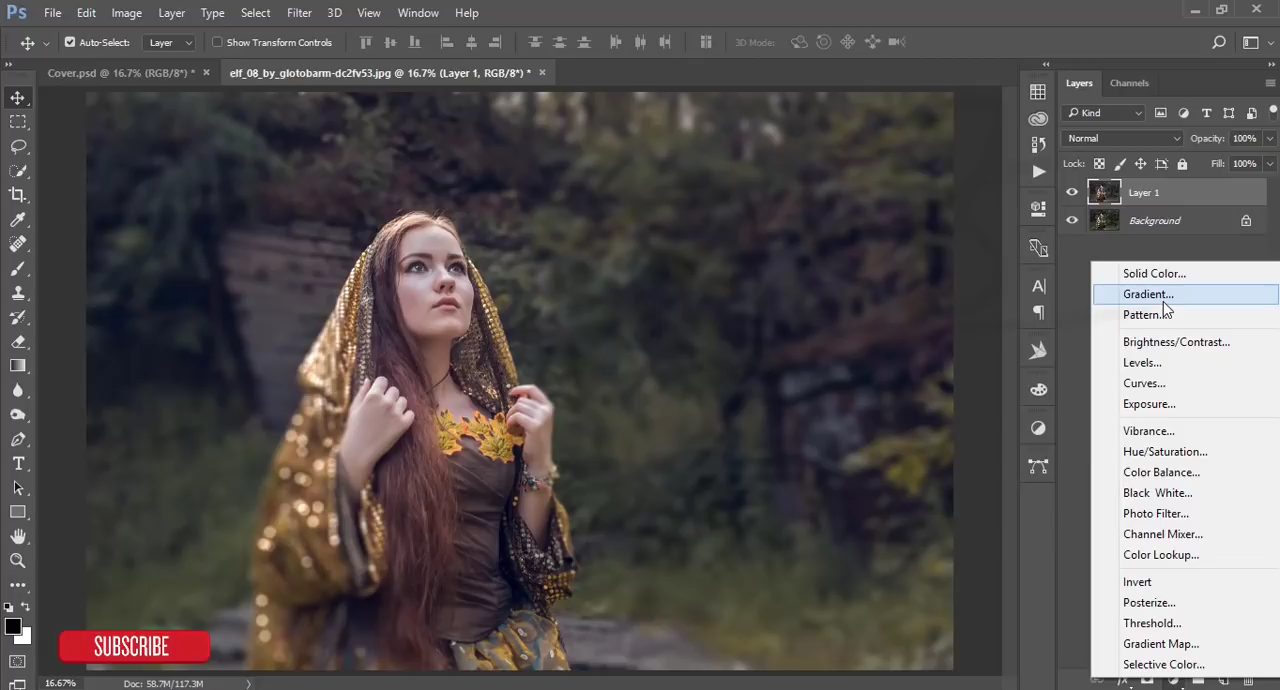 Ps File Edit Image Layer Type Select Filter 3D View Window Help
Auto-Select: Layer Show Transform Controls 3D Mode:
Cover.psd @ 16.7% (RGB/8*) * × elf_08_by_glotobarm-dc2fv53.jpg @ 16.7% (Layer 1, RGB/8*) * ×
Layers Channels
Kind
Normal Opacity: 100%
Lock: Fill: 100%
Layer 1
Background
Solid Color...
Gradient...
Pattern...
Brightness/Contrast...
Levels...
Curves...
Exposure...
Vibrance...
Hue/Saturation...
Color Balance...
Black White...
Photo Filter...
Channel Mixer...
Color Lookup...
Invert
Posterize...
Threshold...
Gradient Map...
Selective Color...
SUBSCRIBE
16.67% Doc: 58.7M/117.3M